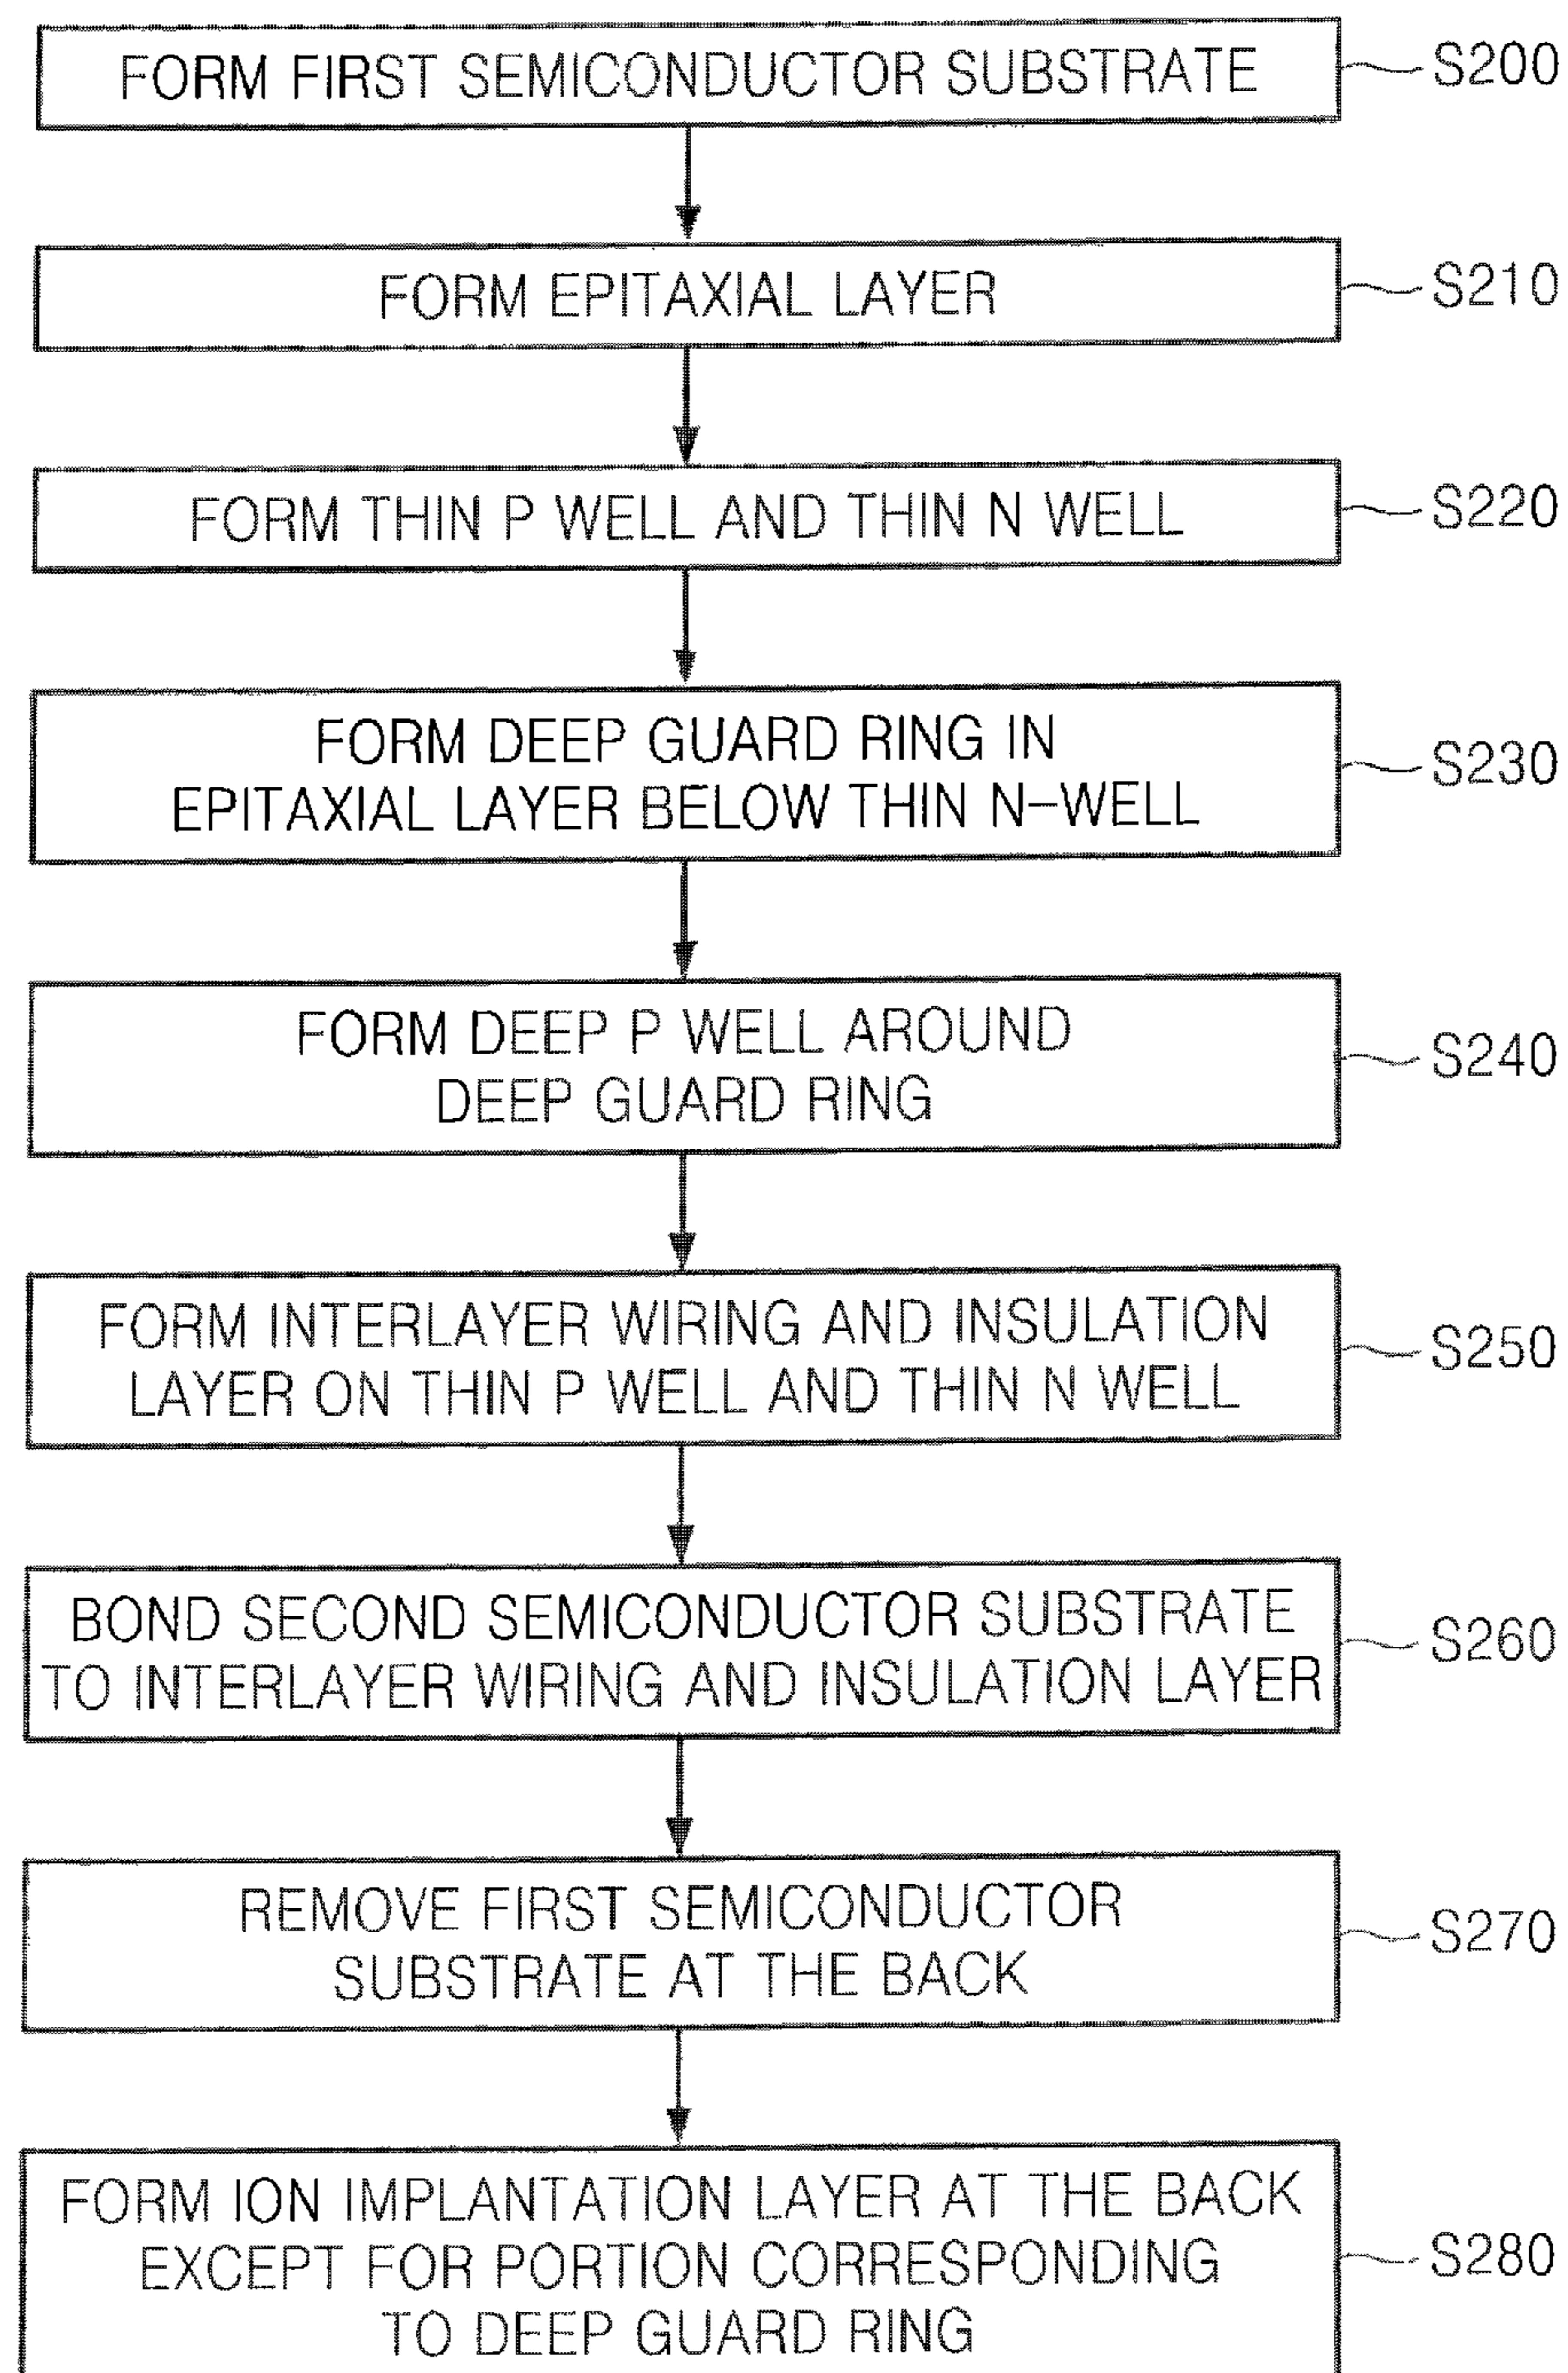 FORM FIRST SEMICONDUCTOR SUBSTRATE S200
FORM EPITAXIAL LAYER S210
FORM THIN P WELL AND THIN N WELL S220
FORM DEEP GUARD RING IN
EPITAXIAL LAYER BELOW THIN N-WELL
S230
FORM DEEP P WELL AROUND
DEEP GUARD RING
S240
FORM INTERLAYER WIRING AND INSULATION
LAYER ON THIN P WELL AND THIN N WELL
S250
BOND SECOND SEMICONDUCTOR SUBSTRATE
TO INTERLAYER WIRING AND INSULATION LAYER
S260
REMOVE FIRST SEMICONDUCTOR
SUBSTRATE AT THE BACK
S270
FORM ION IMPLANTATION LAYER AT THE BACK
EXCEPT FOR PORTION CORRESPONDING
TO DEEP GUARD RING
S280